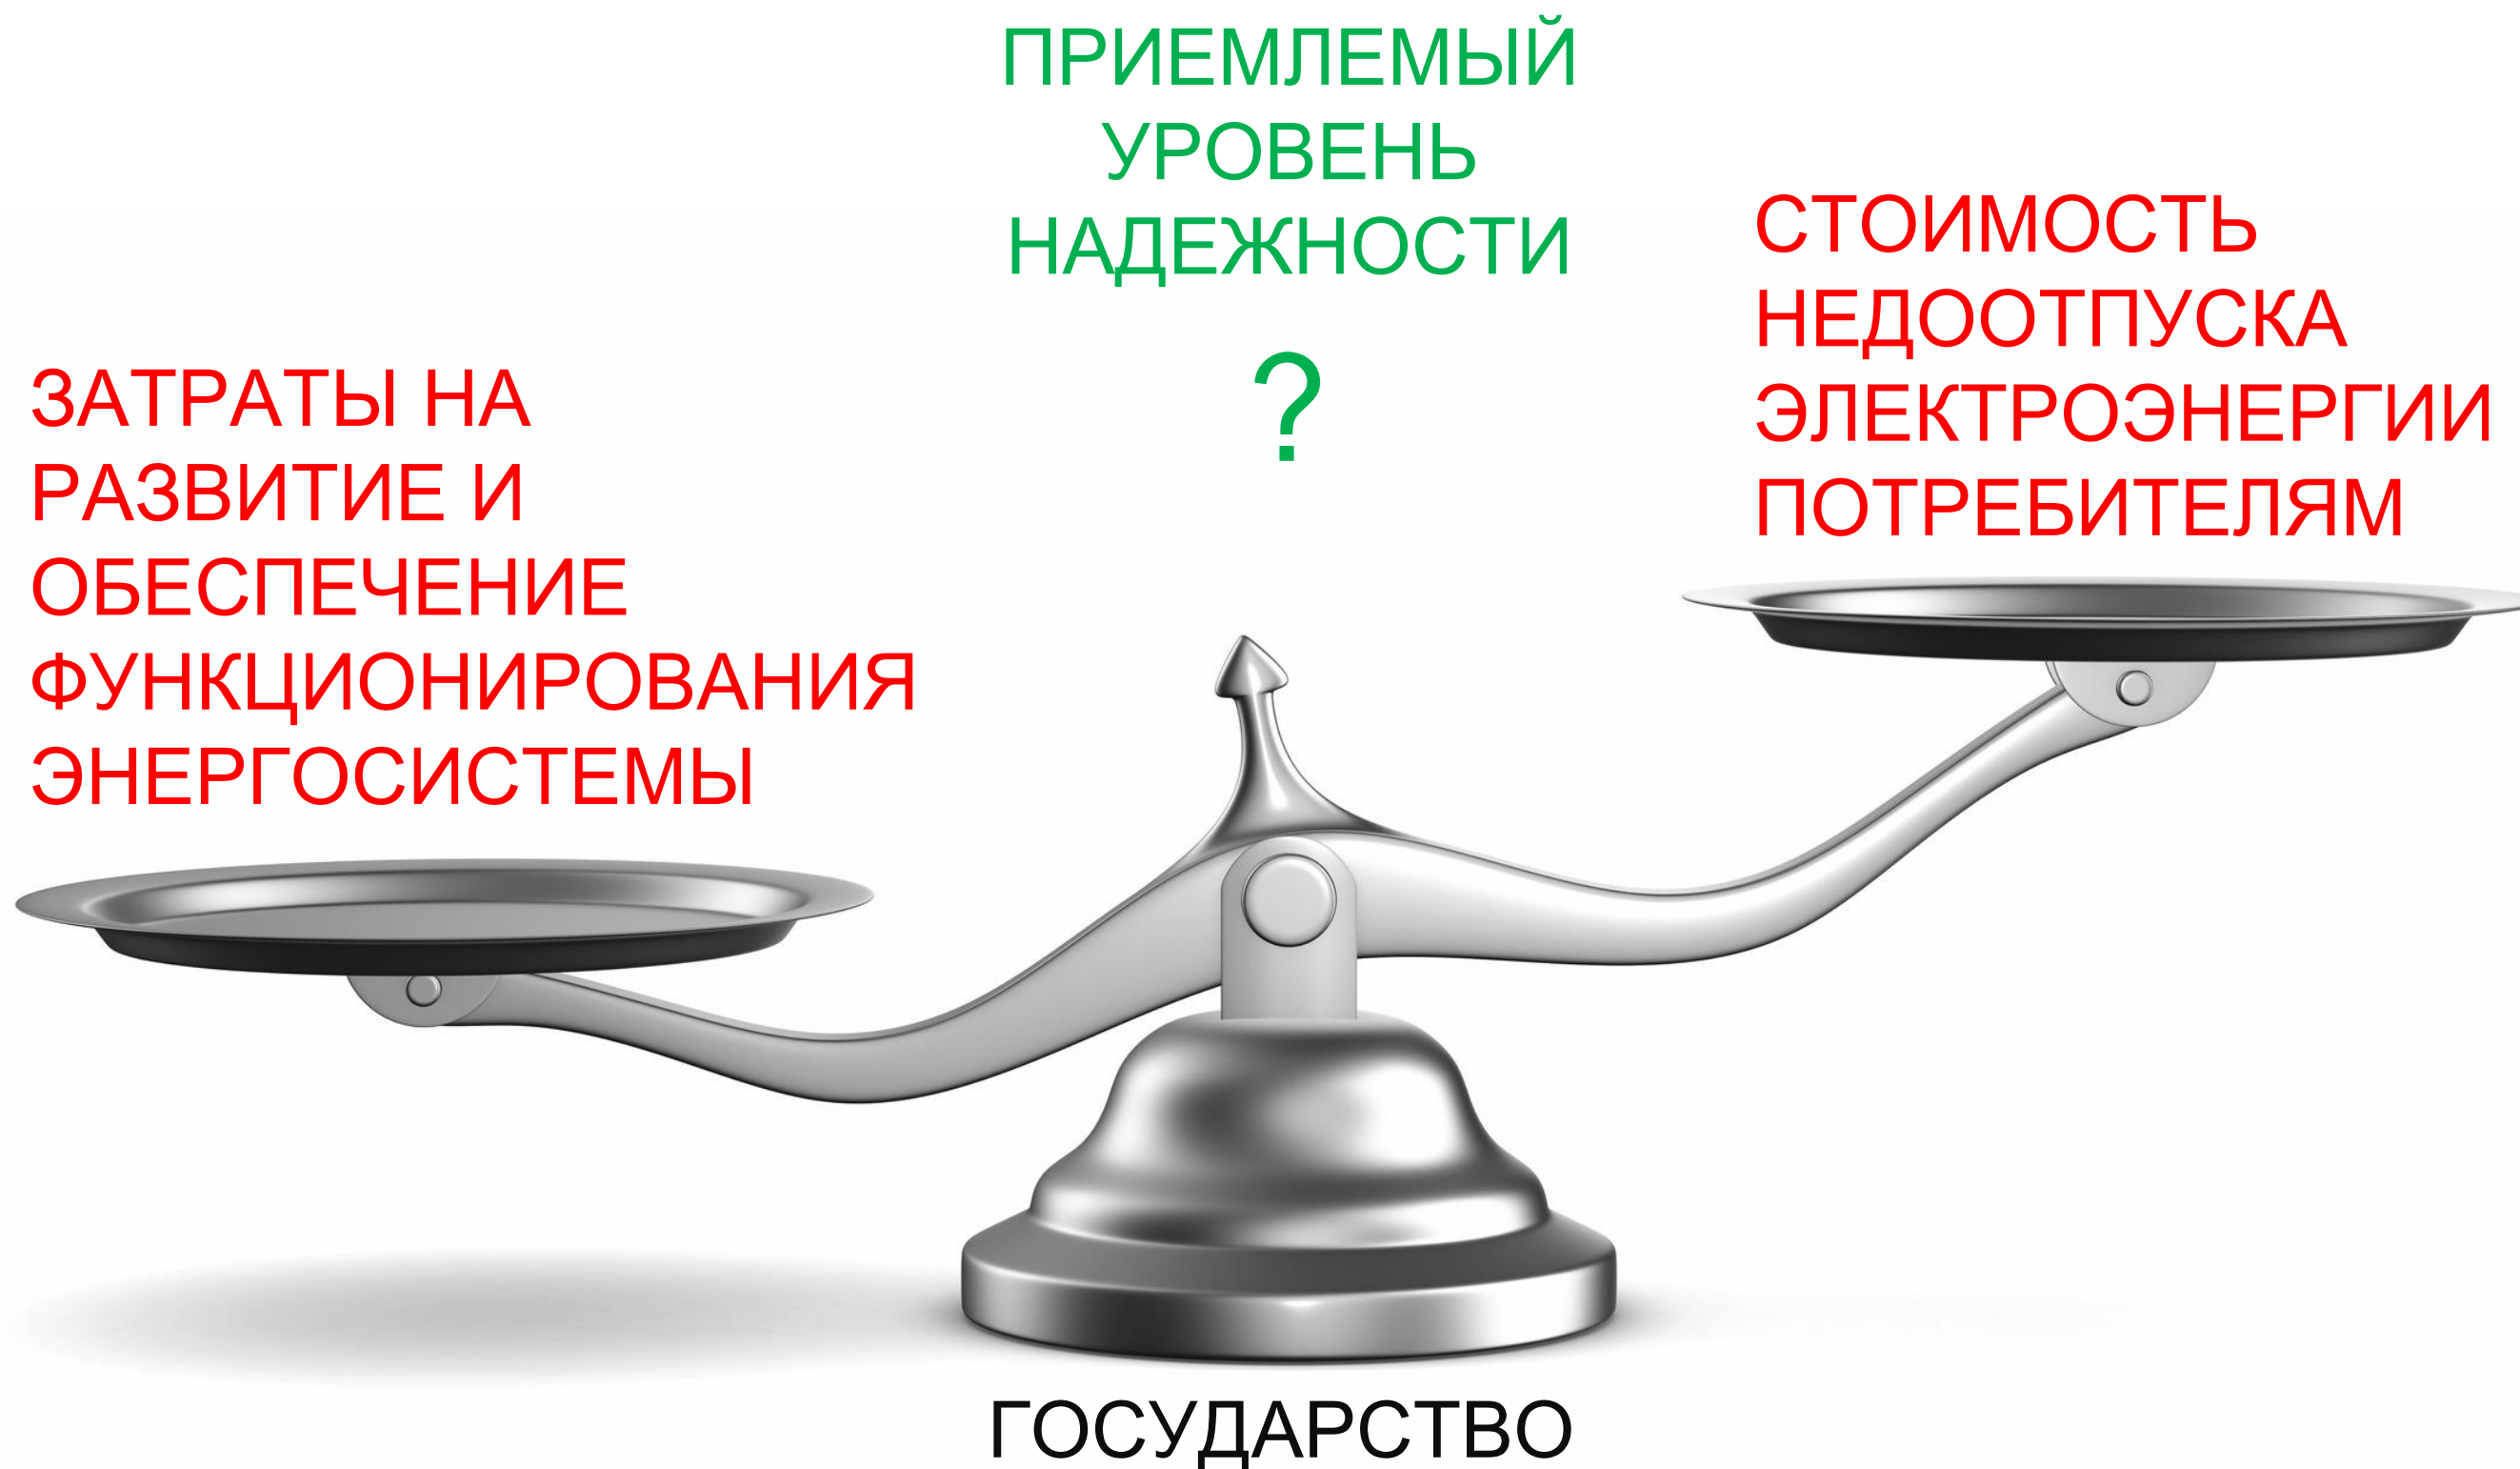 ПРИЕМЛЕМЫЙ
УРОВЕНЬ
НАДЕЖНОСТИ
?
ЗАТРАТЫ НА
РАЗВИТИЕ И
ОБЕСПЕЧЕНИЕ
ФУНКЦИОНИРОВАНИЯ
ЭНЕРГОСИСТЕМЫ
СТОИМОСТЬ
НЕДООТПУСКА
ЭЛЕКТРОЭНЕРГИИ
ПОТРЕБИТЕЛЯМ
ГОСУДАРСТВО